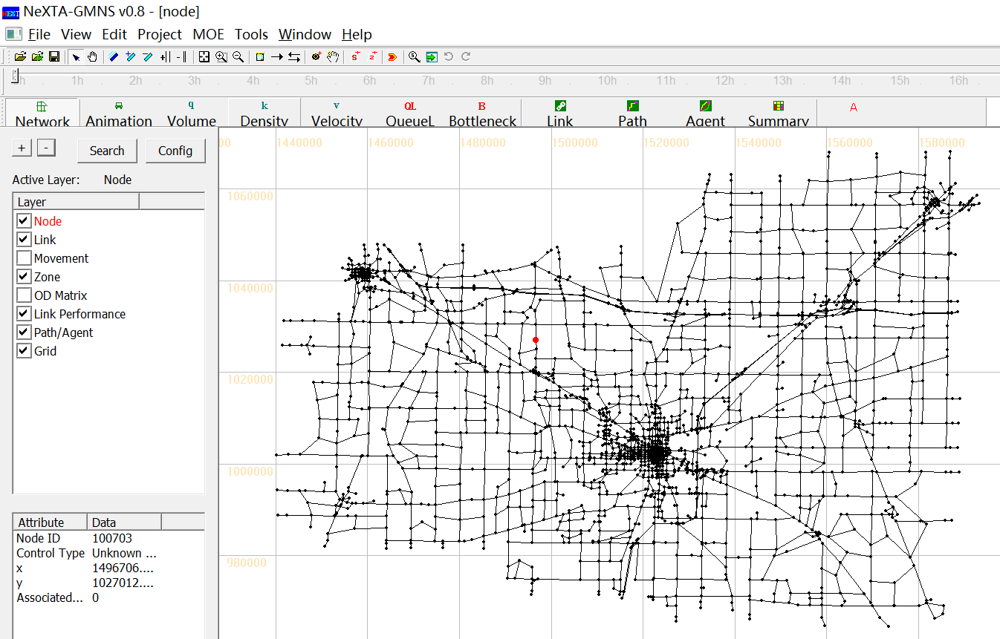 NeXTA-GMNS v0.8 - [node]
File View Edit Project MOE Tools Window Help
1h 2h 3h 4h 5h 6h 7h 8h 9h 10h 11h 12h 13h 14h 15h 16h
q k v QL B A
Network Animation Volume Density Velocity QueueL Bottleneck Link Path Agent Summary
+ - Search Config
Active Layer: Node
Layer
Node
Link
Movement
Zone
OD Matrix
Link Performance
Path/Agent
Grid
Attribute Data
Node ID 100703
Control Type Unknown ...
x 1496706....
y 1027012....
Associated... 0
00 1440000 1460000 1480000 1500000 1520000 1540000 1560000 1580000
1060000
1040000
1020000
1000000
980000